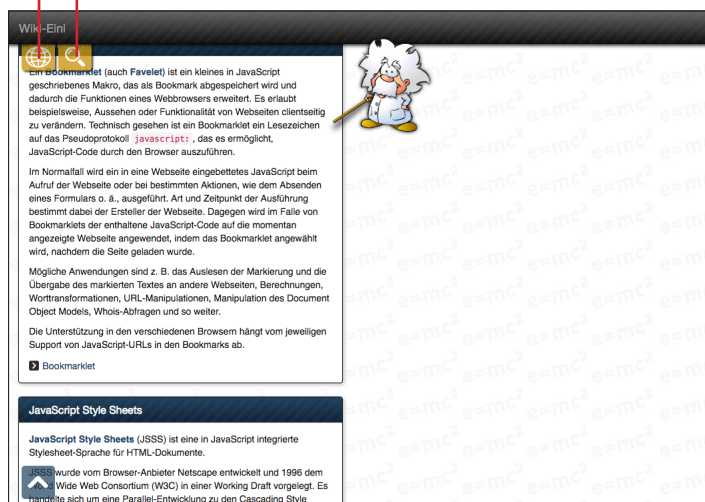 Wiki-Eini
Ein Bookmarklet (auch Favelet) ist ein kleines in JavaScript
geschriebenes Makro, das als Bookmark abgespeichert wird und
dadurch die Funktionen eines Webbrowsers erweitert. Es erlaubt
beispielsweise, Aussehen oder Funktionalität von Webseiten clientseitig
zu verändern. Technisch gesehen ist ein Bookmarklet ein Lesezeichen
auf das Pseudoprotokoll javascript: , das es ermöglicht,
JavaScript-Code durch den Browser auszuführen.
Im Normalfall wird ein in eine Webseite eingebettetes JavaScript beim
Aufruf der Webseite oder bei bestimmten Aktionen, wie dem Absenden
eines Formulars o. ä., ausgeführt. Art und Zeitpunkt der Ausführung
bestimmt dabei der Ersteller der Webseite. Dagegen wird im Falle von
Bookmarklets der enthaltene JavaScript-Code auf die momentan
angezeigte Webseite angewendet, indem das Bookmarklet angewählt
wird, nachdem die Seite geladen wurde.
Mögliche Anwendungen sind z. B. das Auslesen der Markierung und die
Übergabe des markierten Textes an andere Webseiten, Berechnungen,
Worttransformationen, URL-Manipulationen, Manipulation des Document
Object Models, Whois-Abfragen und so weiter.
Die Unterstützung in den verschiedenen Browsern hängt vom jeweiligen
Support von JavaScript-URLs in den Bookmarks ab.
Bookmarklet
JavaScript Style Sheets
JavaScript Style Sheets (JSSS) ist eine in JavaScript integrierte
Stylesheet-Sprache für HTML-Dokumente.
JSSS wurde vom Browser-Anbieter Netscape entwickelt und 1996 dem
World Wide Web Consortium (W3C) in einer Working Draft vorgelegt. Es
handelte sich um eine Parallel-Entwicklung zu den Cascading Style
e=mc²